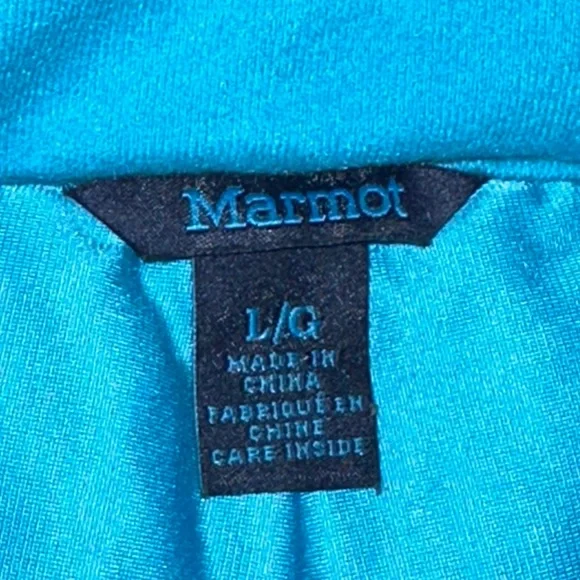 Marmot
L/G
MADE IN
CHINA
FABRIQUÉ EN
CHINE
CARE INSIDE